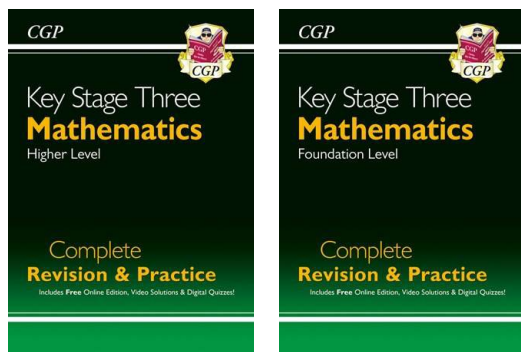 CGP
CGP
CGP
Key Stage Three
Mathematics
Higher Level
Complete
Revision & Practice
Includes Free Online Edition, Video Solutions & Digital Quizzes!
CGP
CGP
CGP
Key Stage Three
Mathematics
Foundation Level
Complete
Revision & Practice
Includes Free Online Edition, Video Solutions & Digital Quizzes!